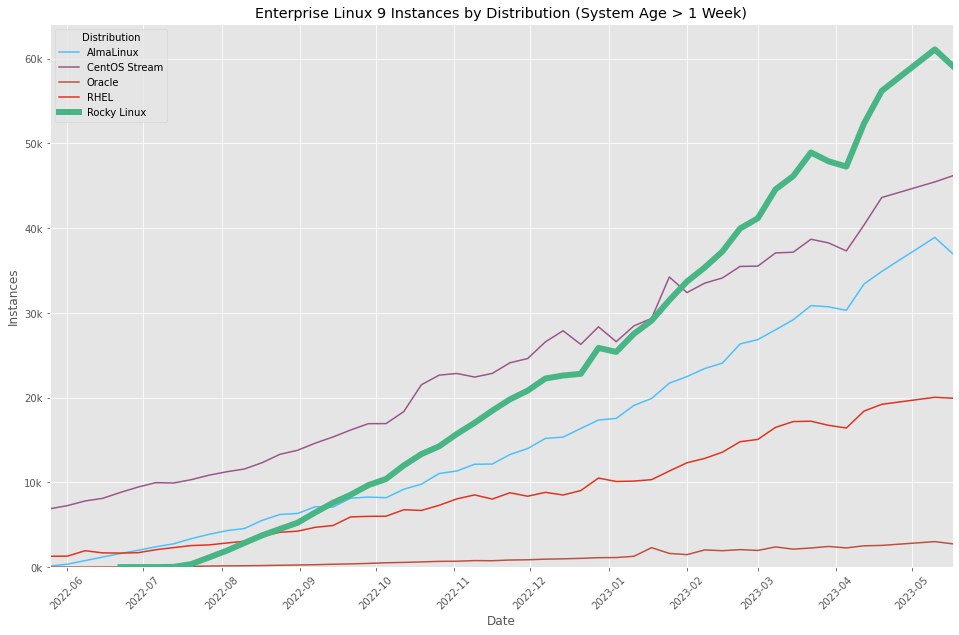 Enterprise Linux 9 Instances by Distribution (System Age > 1 Week)
Distribution
AlmaLinux
CentOS Stream
Oracle
RHEL
Rocky Linux
60k
50k
40k
30k
20k
10k
0k
Instances
2022-06
2022-07
2022-08
2022-09
2022-10
2022-11
2022-12
2023-01
2023-02
2023-03
2023-04
2023-05
Date